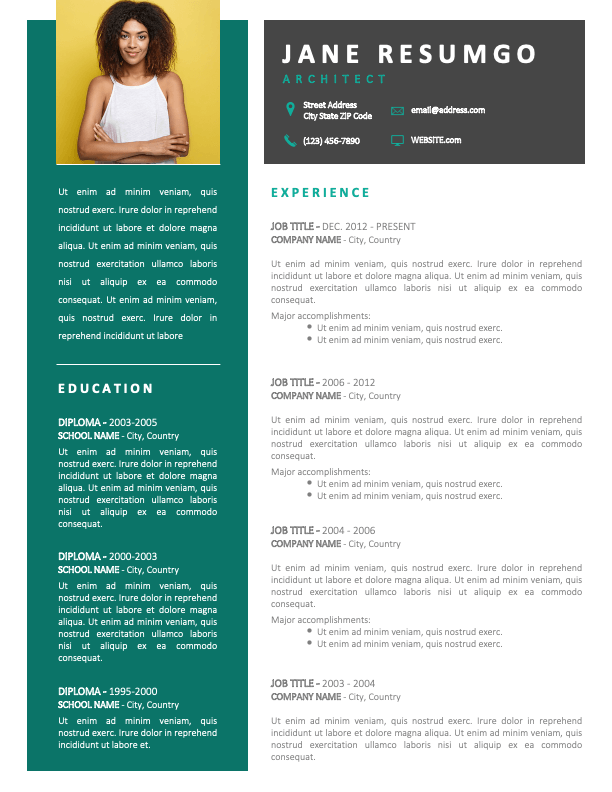 JANE RESUMGO
ARCHITECT
Street Address
City State ZIP Code
email@address.com
(123) 456-7890
WEBSITE.com
Ut enim ad minim veniam, quis
nostrud exerc. Irure dolor in reprehend
incididunt ut labore et dolore magna
aliqua. Ut enim ad minim veniam, quis
nostrud exercitation ullamco laboris
nisi ut aliquip ex ea commodo
consequat. Ut enim ad minim veniam,
quis nostrud exerc. Irure dolor in
reprehend incididunt ut labore
EDUCATION
DIPLOMA - 2003-2005
SCHOOL NAME - City, Country
Ut enim ad minim veniam, quis
nostrud exerc. Irure dolor in reprehend
incididunt ut labore et dolore magna
aliqua. Ut enim ad minim veniam, quis
nostrud exercitation ullamco laboris
nisi ut aliquip ex ea commodo
consequat.
DIPLOMA - 2000-2003
SCHOOL NAME - City, Country
Ut enim ad minim veniam, quis
nostrud exerc. Irure dolor in reprehend
incididunt ut labore et dolore magna
aliqua. Ut enim ad minim veniam, quis
nostrud exercitation ullamco laboris
nisi ut aliquip ex ea commodo
consequat.
DIPLOMA - 1995-2000
SCHOOL NAME - City, Country
Ut enim ad minim veniam, quis
nostrud exerc. Irure dolor in reprehend
incididunt ut labore et.
EXPERIENCE
JOB TITLE - DEC. 2012 - PRESENT
COMPANY NAME - City, Country
Ut enim ad minim veniam, quis nostrud exerc. Irure dolor in reprehend
incididunt ut labore et dolore magna aliqua. Ut enim ad minim veniam, quis
nostrud exercitation ullamco laboris nisi ut aliquip ex ea commodo
consequat.
Major accomplishments:
• Ut enim ad minim veniam, quis nostrud exerc.
• Ut enim ad minim veniam, quis nostrud exerc.
JOB TITLE - 2006 - 2012
COMPANY NAME - City, Country
Ut enim ad minim veniam, quis nostrud exerc. Irure dolor in reprehend
incididunt ut labore et dolore magna aliqua. Ut enim ad minim veniam, quis
nostrud exercitation ullamco laboris nisi ut aliquip ex ea commodo
consequat.
Major accomplishments:
• Ut enim ad minim veniam, quis nostrud exerc.
• Ut enim ad minim veniam, quis nostrud exerc.
JOB TITLE - 2004 - 2006
COMPANY NAME - City, Country
Ut enim ad minim veniam, quis nostrud exerc. Irure dolor in reprehend
incididunt ut labore et dolore magna aliqua. Ut enim ad minim veniam, quis
nostrud exercitation ullamco laboris nisi ut aliquip ex ea commodo
consequat.
Major accomplishments:
• Ut enim ad minim veniam, quis nostrud exerc.
• Ut enim ad minim veniam, quis nostrud exerc.
JOB TITLE - 2003 - 2004
COMPANY NAME - City, Country
Ut enim ad minim veniam, quis nostrud exerc. Irure dolor in reprehend
incididunt ut labore et dolore magna aliqua. Ut enim ad minim veniam, quis
nostrud exercitation ullamco laboris nisi ut aliquip ex ea commodo
consequat.